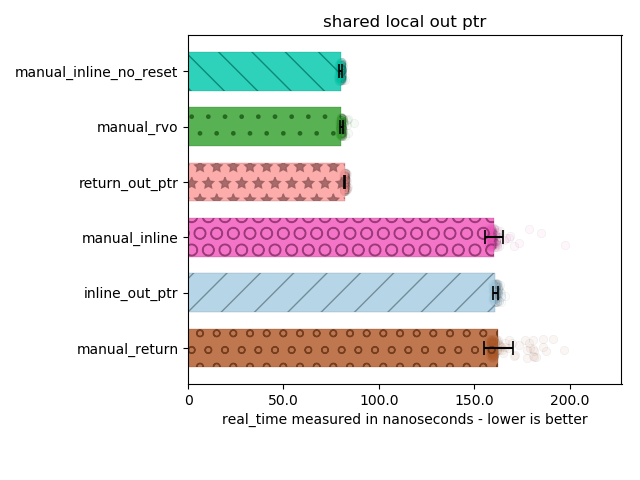 shared local out ptr
manual_inline_no_reset
manual_rvo
return_out_ptr
manual_inline
inline_out_ptr
manual_return
0 50.0 100.0 150.0 200.0
real_time measured in nanoseconds - lower is better